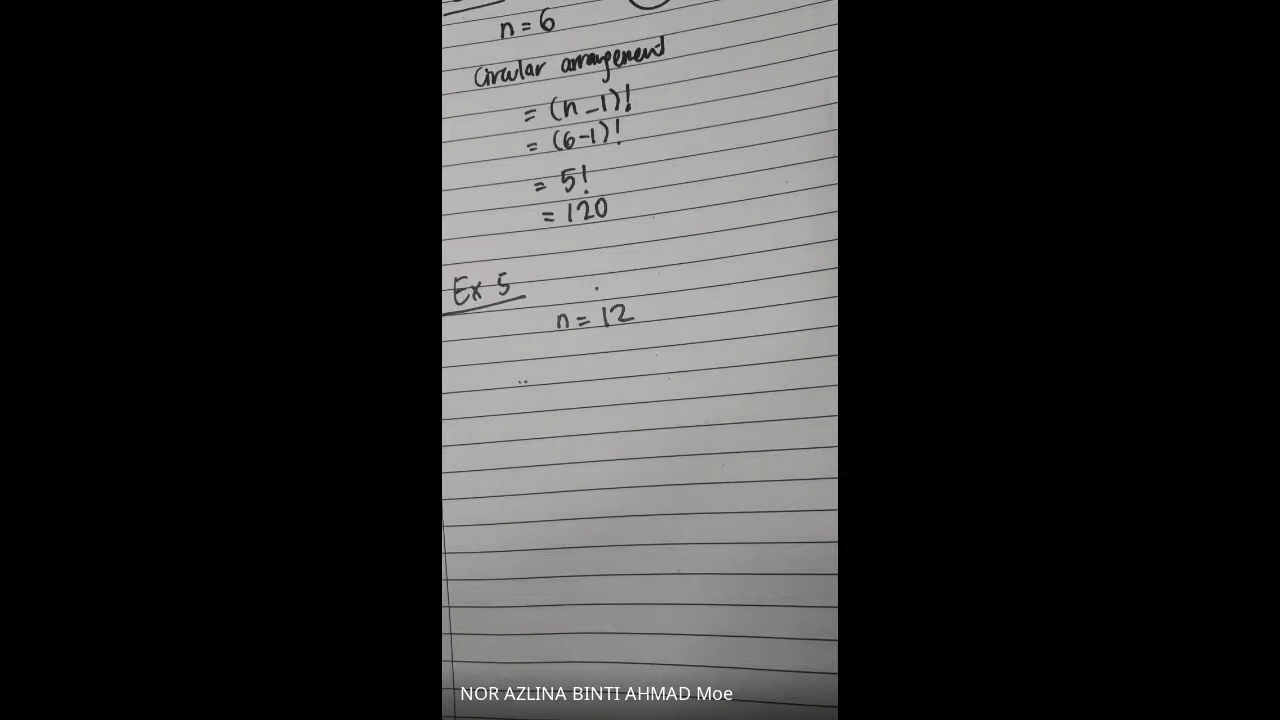 n = 6
Circular arrangement
= (n-1)!
= (6-1)!
= 5!
= 120
Ex 5
n = 12
NOR AZLINA BINTI AHMAD Moe